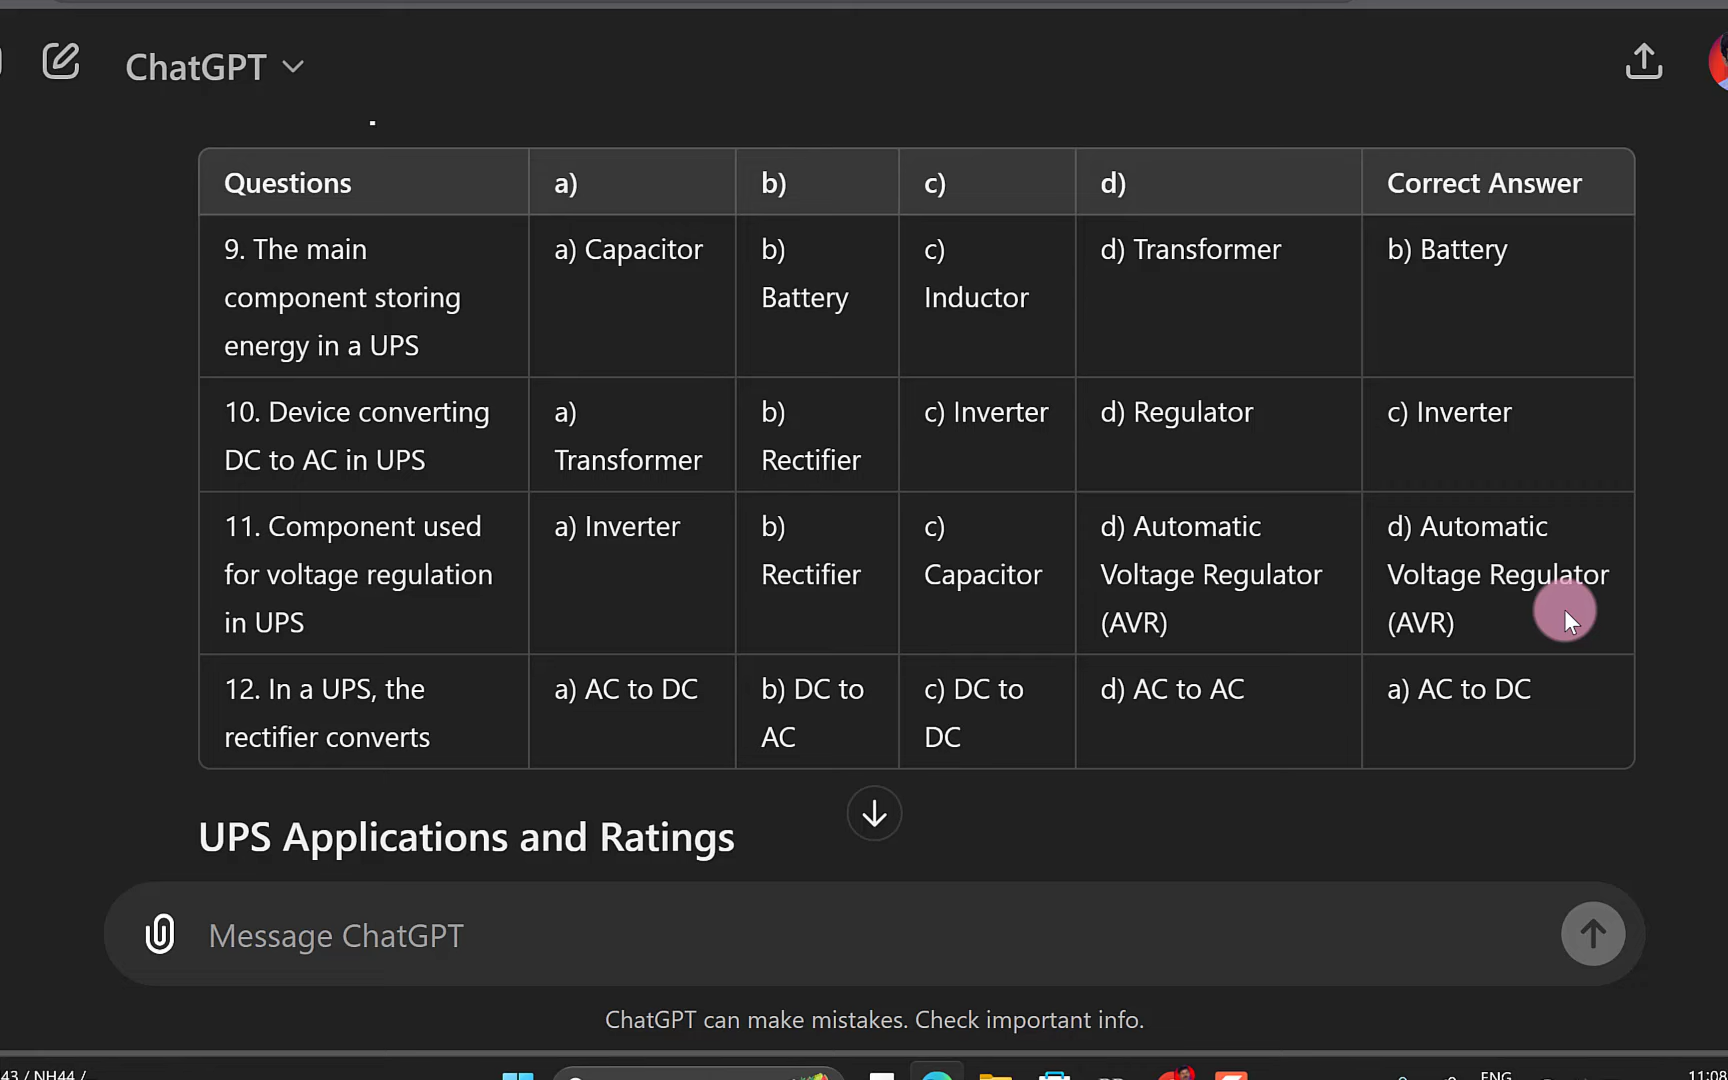 ChatGPT
Questions a) b) c) d) Correct Answer
9. The main a) Capacitor b) c) d) Transformer b) Battery
component storing Battery Inductor
energy in a UPS
10. Device converting a) b) c) Inverter d) Regulator c) Inverter
DC to AC in UPS Transformer Rectifier
11. Component used a) Inverter b) c) d) Automatic d) Automatic
for voltage regulation Rectifier Capacitor Voltage Regulator Voltage Regulator
in UPS (AVR) (AVR)
12. In a UPS, the a) AC to DC b) DC to c) DC to d) AC to AC a) AC to DC
rectifier converts AC DC
UPS Applications and Ratings
Message ChatGPT
ChatGPT can make mistakes. Check important info.
43 / NH44 / ENG 11:08